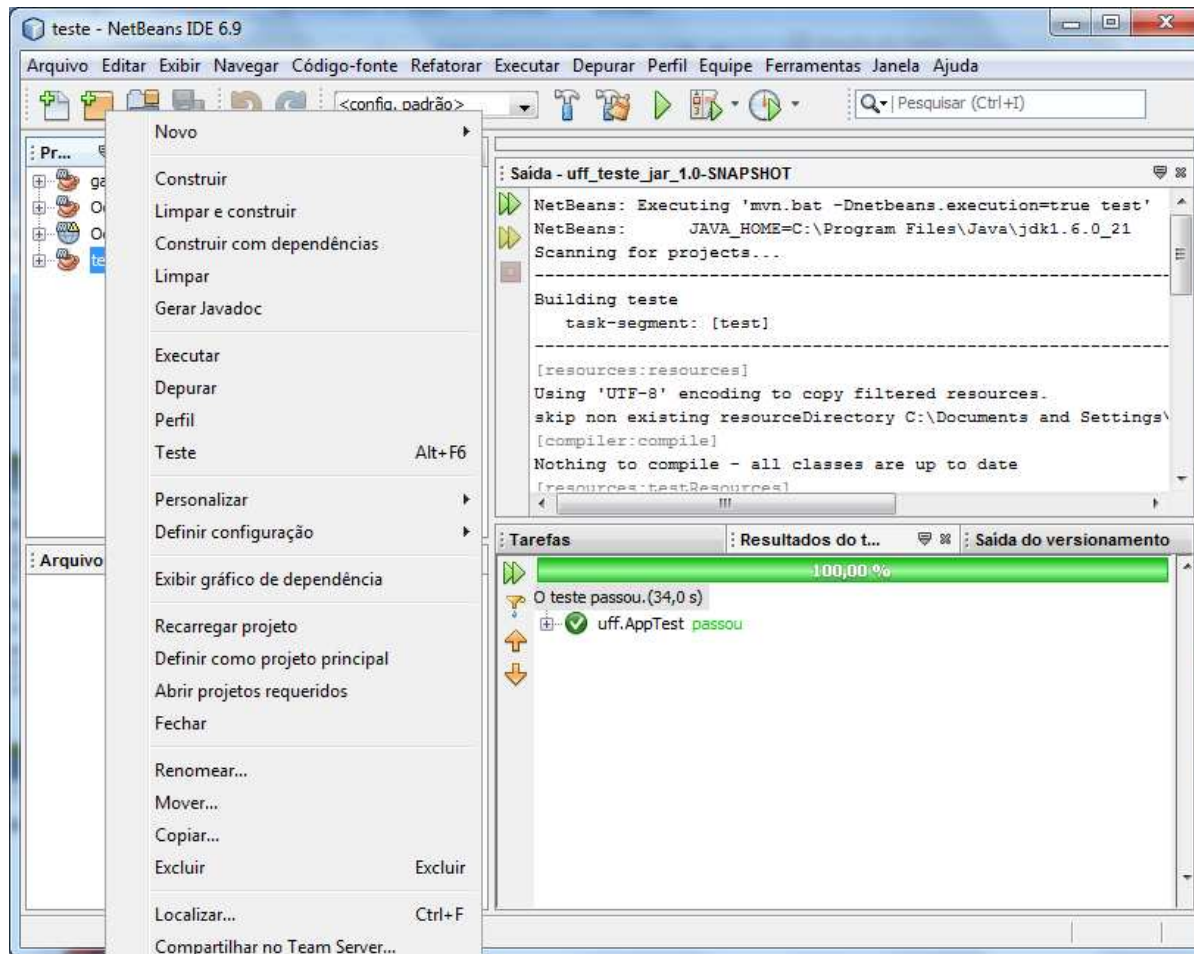 teste - NetBeans IDE 6.9
Arquivo Editar Exibir Navegar Código-fonte Refatorar Executar Depurar Perfil Equipe Ferramentas Janela Ajuda
<config. padrão>
Pesquisar (Ctrl+I)
Pr...
ga
te
Arquivo
Novo
Construir
Limpar e construir
Construir com dependências
Limpar
Gerar Javadoc
Executar
Depurar
Perfil
Teste Alt+F6
Personalizar
Definir configuração
Exibir gráfico de dependência
Recarregar projeto
Definir como projeto principal
Abrir projetos requeridos
Fechar
Renomear...
Mover...
Copiar...
Excluir Excluir
Localizar... Ctrl+F
Compartilhar no Team Server...
Saída - uff_teste_jar_1.0-SNAPSHOT
NetBeans: Executing 'mvn.bat -Dnetbeans.execution=true test'
NetBeans: JAVA_HOME=C:\Program Files\Java\jdk1.6.0_21
Scanning for projects...
------------------------------------------------------------------------
Building teste
task-segment: [test]
------------------------------------------------------------------------
[resources:resources]
Using 'UTF-8' encoding to copy filtered resources.
skip non existing resourceDirectory C:\Documents and Settings\
[compiler:compile]
Nothing to compile - all classes are up to date
[resources:testResources]
Tarefas Resultados do t... Saída do versionamento
100,00 %
O teste passou.(34,0 s)
uff.AppTest passou